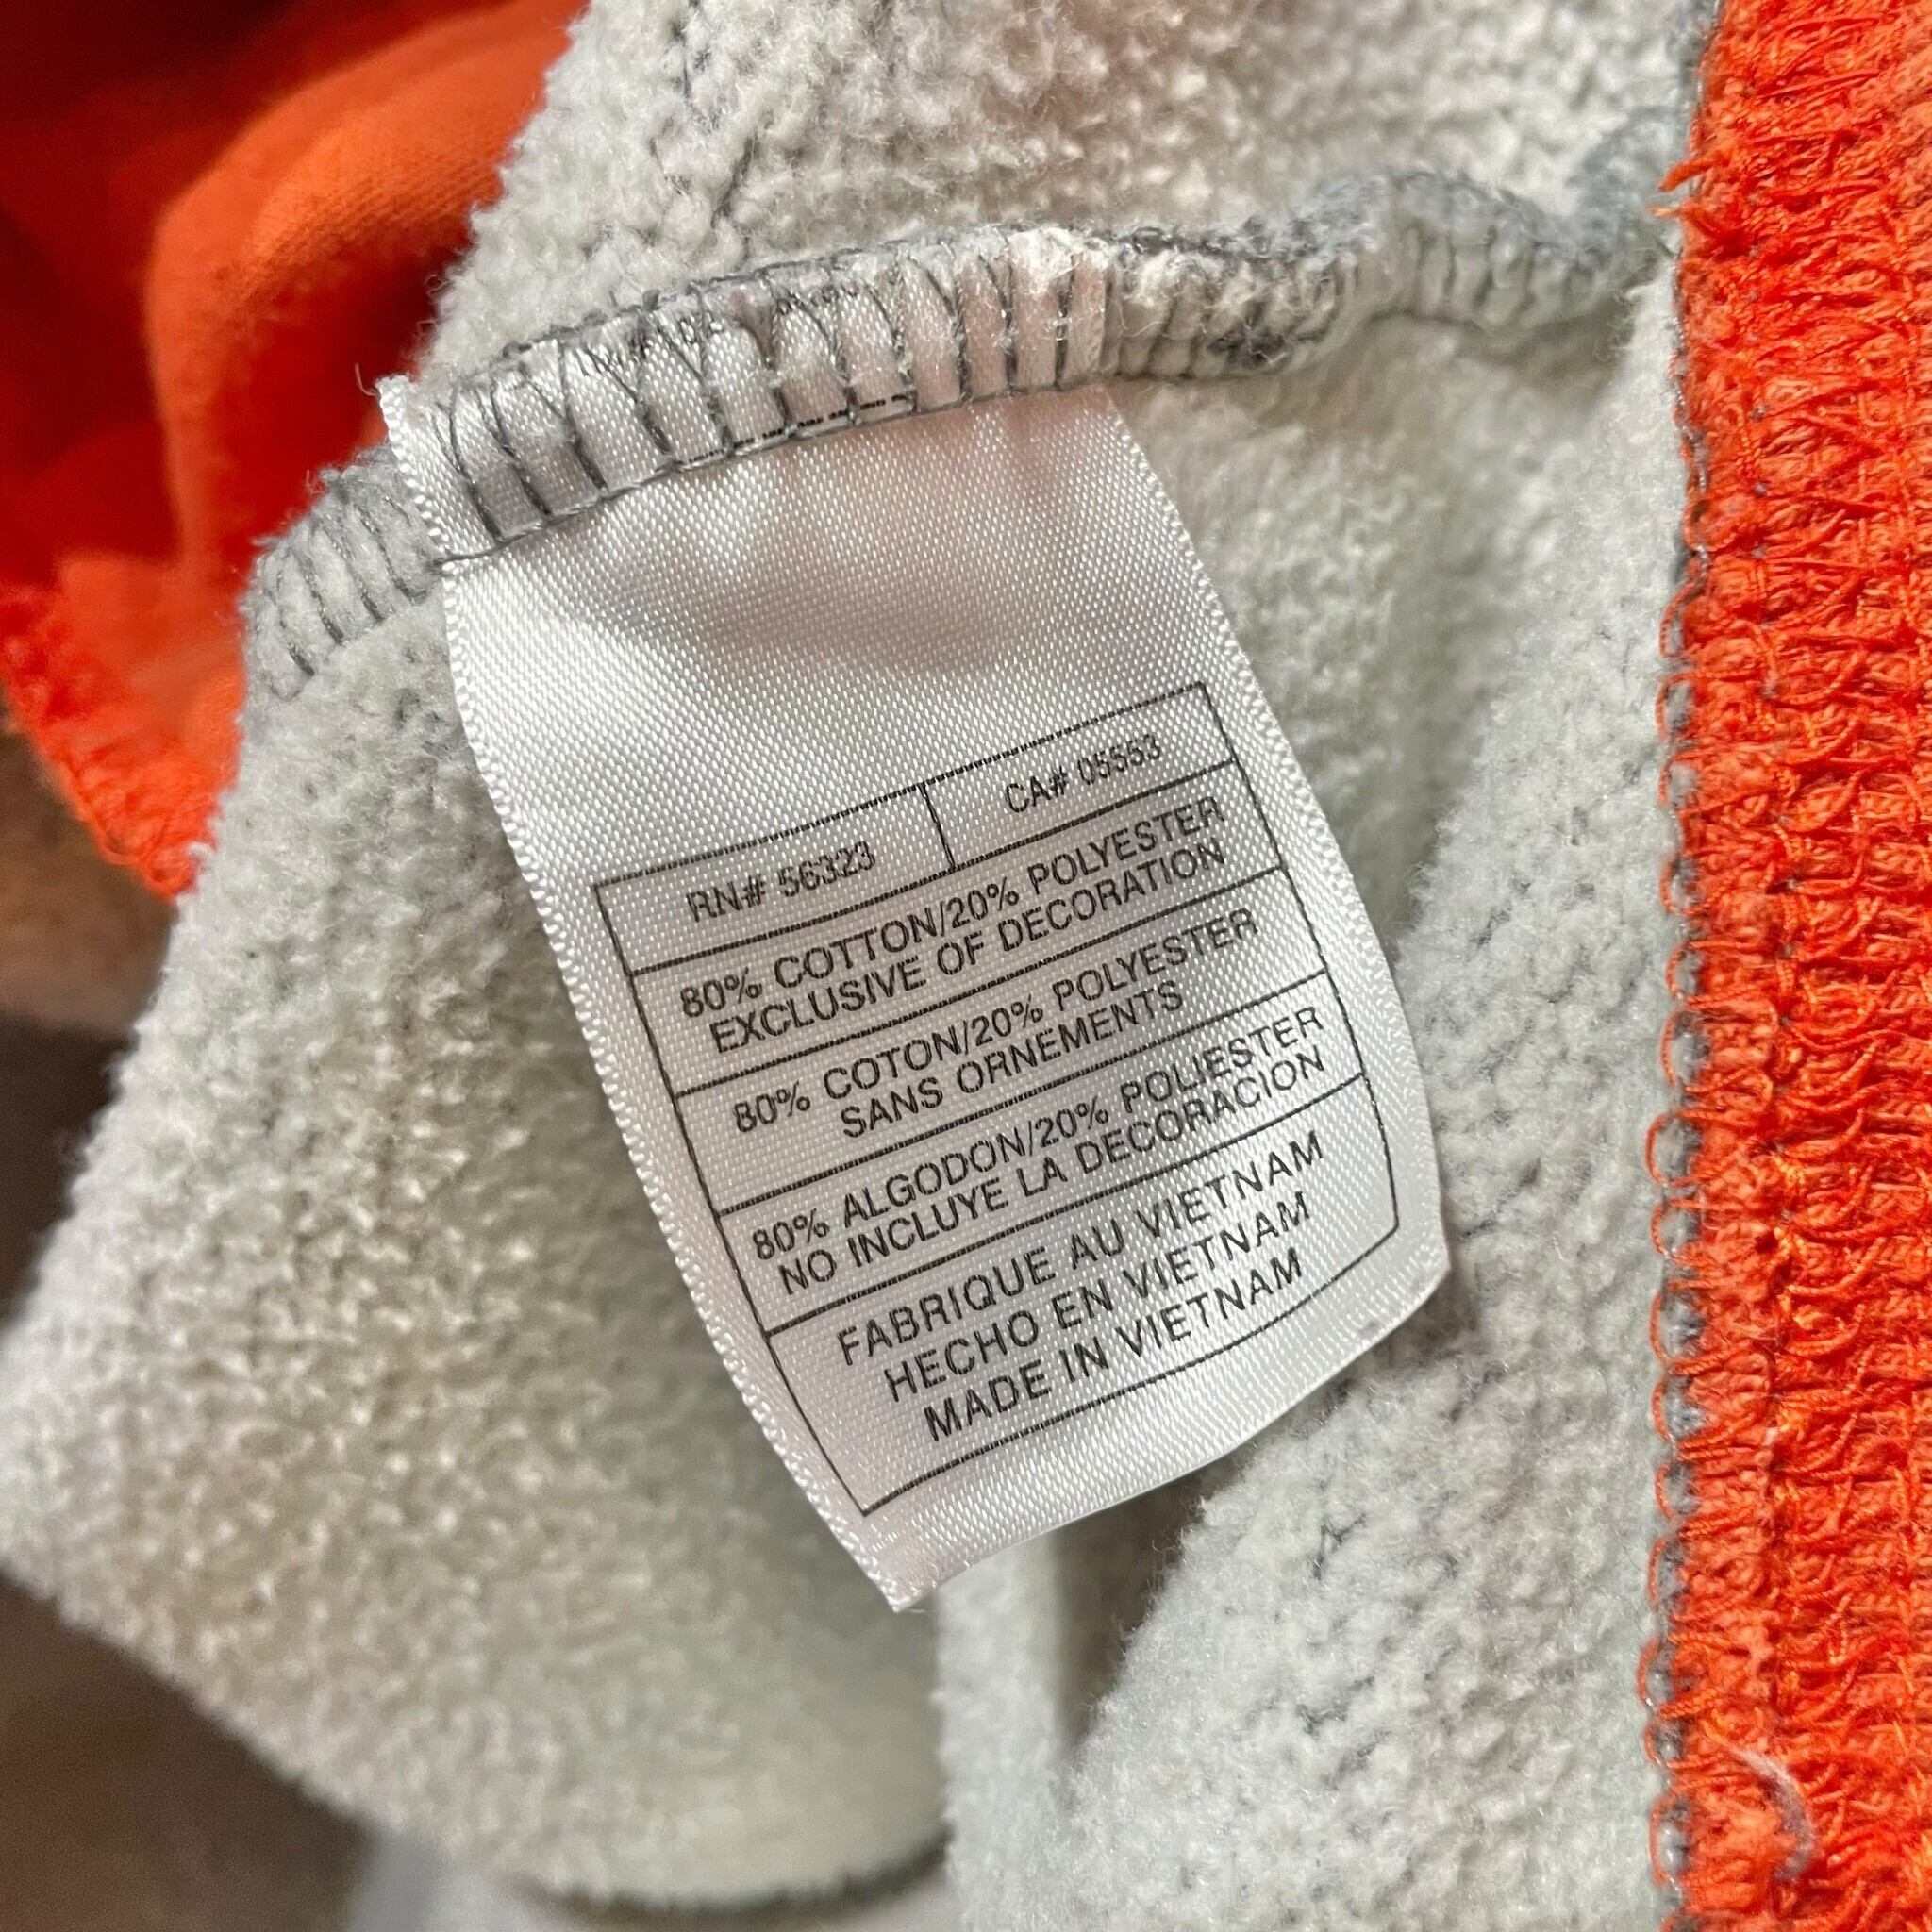 RN# 56323 CA# 05553
80% COTTON/20% POLYESTER
EXCLUSIVE OF DECORATION
80% COTON/20% POLYESTER
SANS ORNEMENTS
80% ALGODON/20% POLIESTER
NO INCLUYE LA DECORACION
FABRIQUE AU VIETNAM
HECHO EN VIETNAM
MADE IN VIETNAM